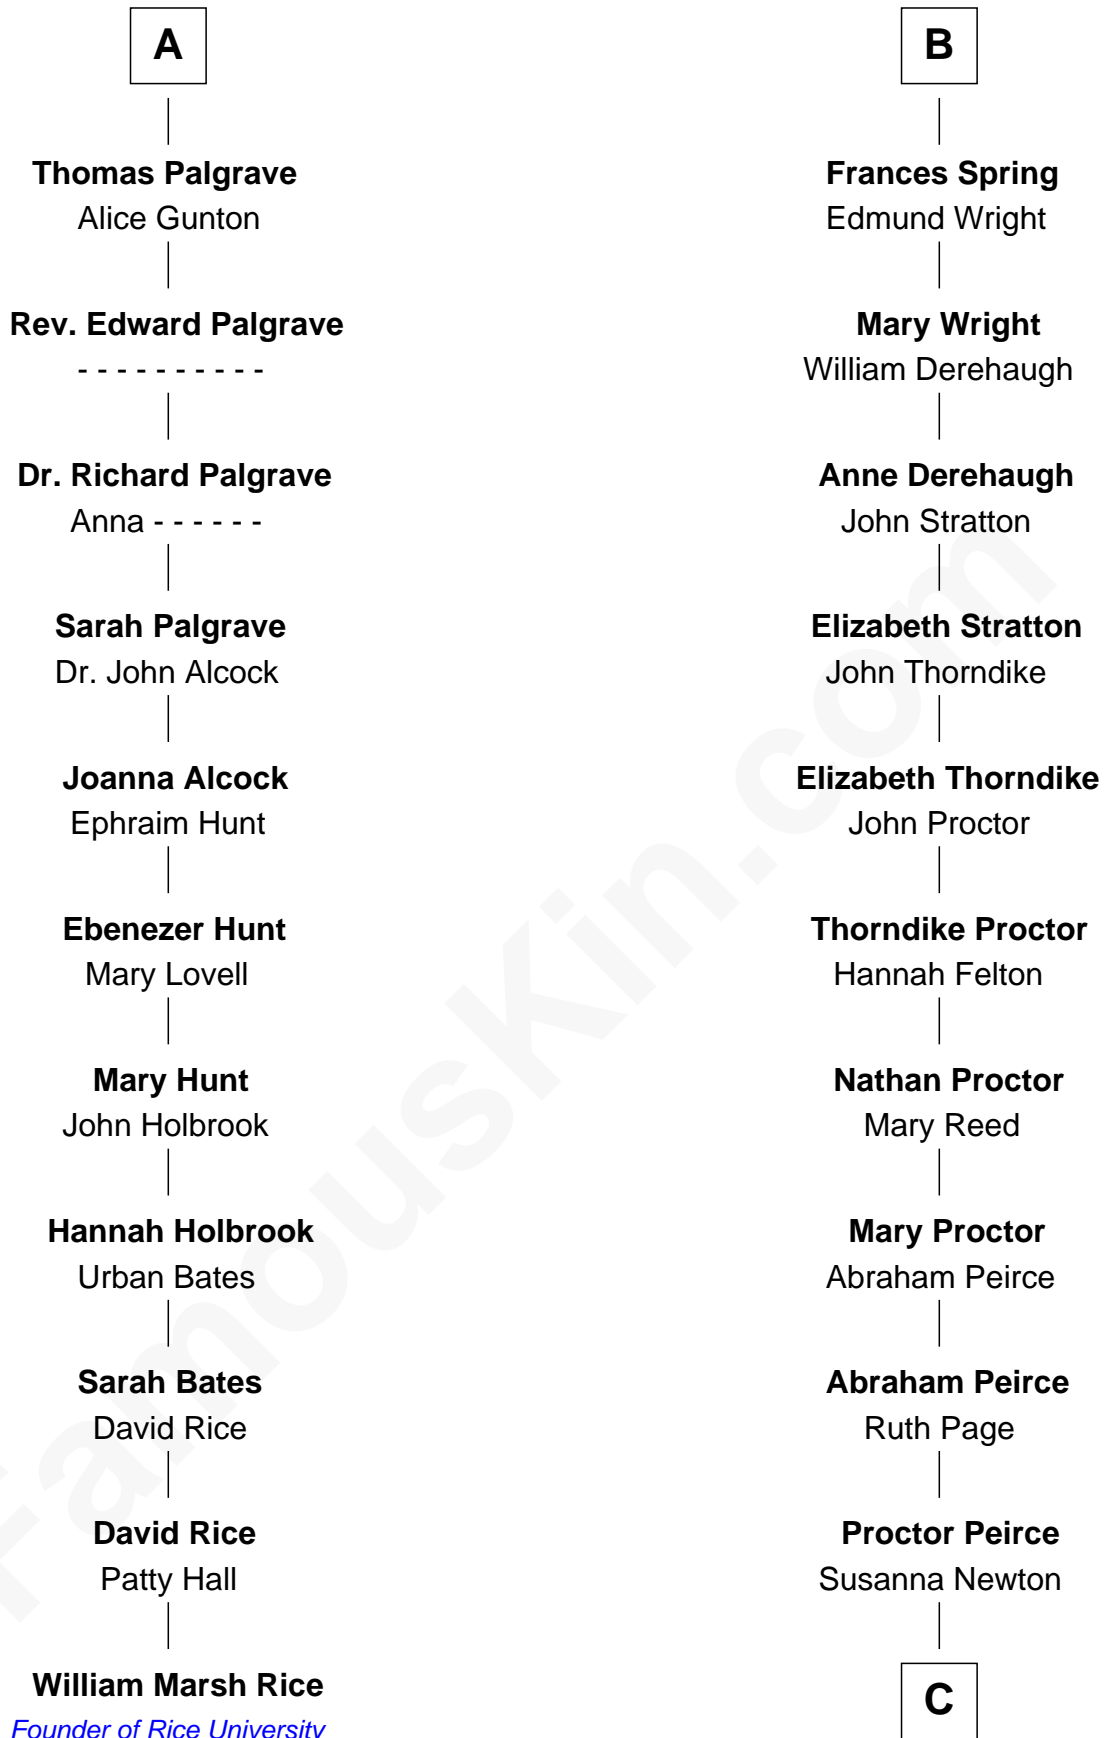 A
Thomas Palgrave
Alice Gunton
Rev. Edward Palgrave
- - - - - - - - - -
Dr. Richard Palgrave
Anna - - - - - -
Sarah Palgrave
Dr. John Alcock
Joanna Alcock
Ephraim Hunt
Ebenezer Hunt
Mary Lovell
Mary Hunt
John Holbrook
Hannah Holbrook
Urban Bates
Sarah Bates
David Rice
David Rice
Patty Hall
William Marsh Rice
Founder of Rice University
B
Frances Spring
Edmund Wright
Mary Wright
William Derehaugh
Anne Derehaugh
John Stratton
Elizabeth Stratton
John Thorndike
Elizabeth Thorndike
John Proctor
Thorndike Proctor
Hannah Felton
Nathan Proctor
Mary Reed
Mary Proctor
Abraham Peirce
Abraham Peirce
Ruth Page
Proctor Peirce
Susanna Newton
C
FamousKin.com